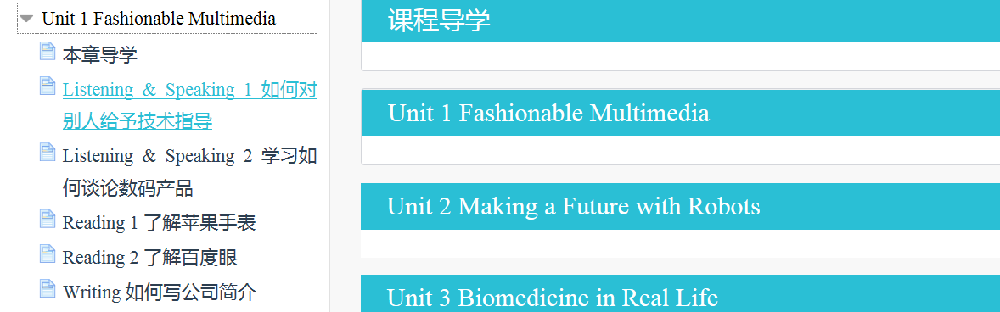 Unit 1 Fashionable Multimedia
本章导学
Listening & Speaking 1 如何对
别人给予技术指导
Listening & Speaking 2 学习如
何谈论数码产品
Reading 1 了解苹果手表
Reading 2 了解百度眼
Writing 如何写公司简介
课程导学
Unit 1 Fashionable Multimedia
Unit 2 Making a Future with Robots
Unit 3 Biomedicine in Real Life